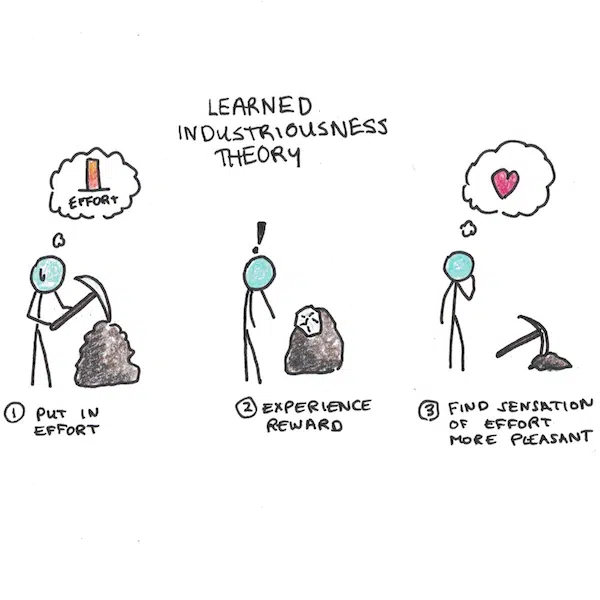 LEARNED
INDUSTRIOUSNESS
THEORY
EFFORT
!
1 PUT IN
EFFORT
2 EXPERIENCE
REWARD
3 FIND SENSATION
OF EFFORT
MORE PLEASANT